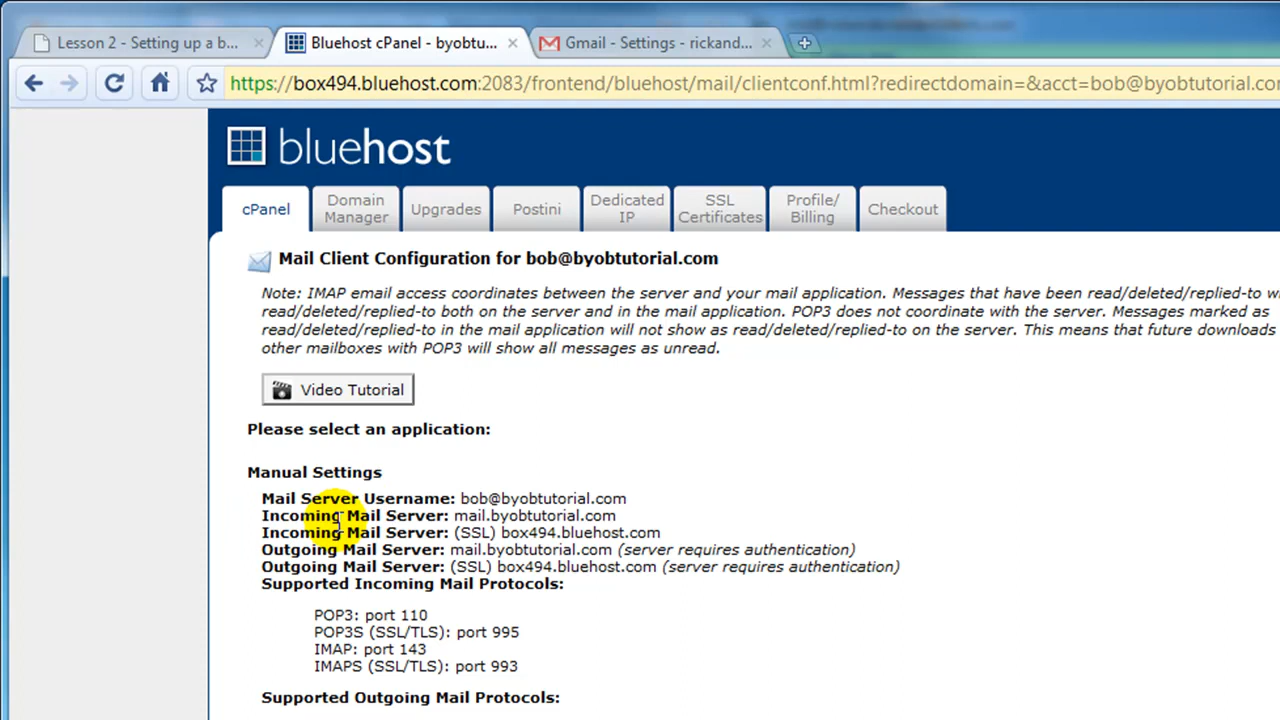 Lesson 2 - Setting up a b...
Bluehost cPanel - byobtu...
Gmail - Settings - rickand...
https://box494.bluehost.com:2083/frontend/bluehost/mail/clientconf.html?redirectdomain=&acct=bob@byobtutorial.co
bluehost
cPanel
Domain
Manager
Upgrades
Postini
Dedicated
IP
SSL
Certificates
Profile/
Billing
Checkout
Mail Client Configuration for bob@byobtutorial.com
Note: IMAP email access coordinates between the server and your mail application. Messages that have been read/deleted/replied-to w
read/deleted/replied-to both on the server and in the mail application. POP3 does not coordinate with the server. Messages marked as
read/deleted/replied-to in the mail application will not show as read/deleted/replied-to on the server. This means that future downloads
other mailboxes with POP3 will show all messages as unread.
Video Tutorial
Please select an application:
Manual Settings
Mail Server Username: bob@byobtutorial.com
Incoming Mail Server: mail.byobtutorial.com
Incoming Mail Server: (SSL) box494.bluehost.com
Outgoing Mail Server: mail.byobtutorial.com (server requires authentication)
Outgoing Mail Server: (SSL) box494.bluehost.com (server requires authentication)
Supported Incoming Mail Protocols:
POP3: port 110
POP3S (SSL/TLS): port 995
IMAP: port 143
IMAPS (SSL/TLS): port 993
Supported Outgoing Mail Protocols: